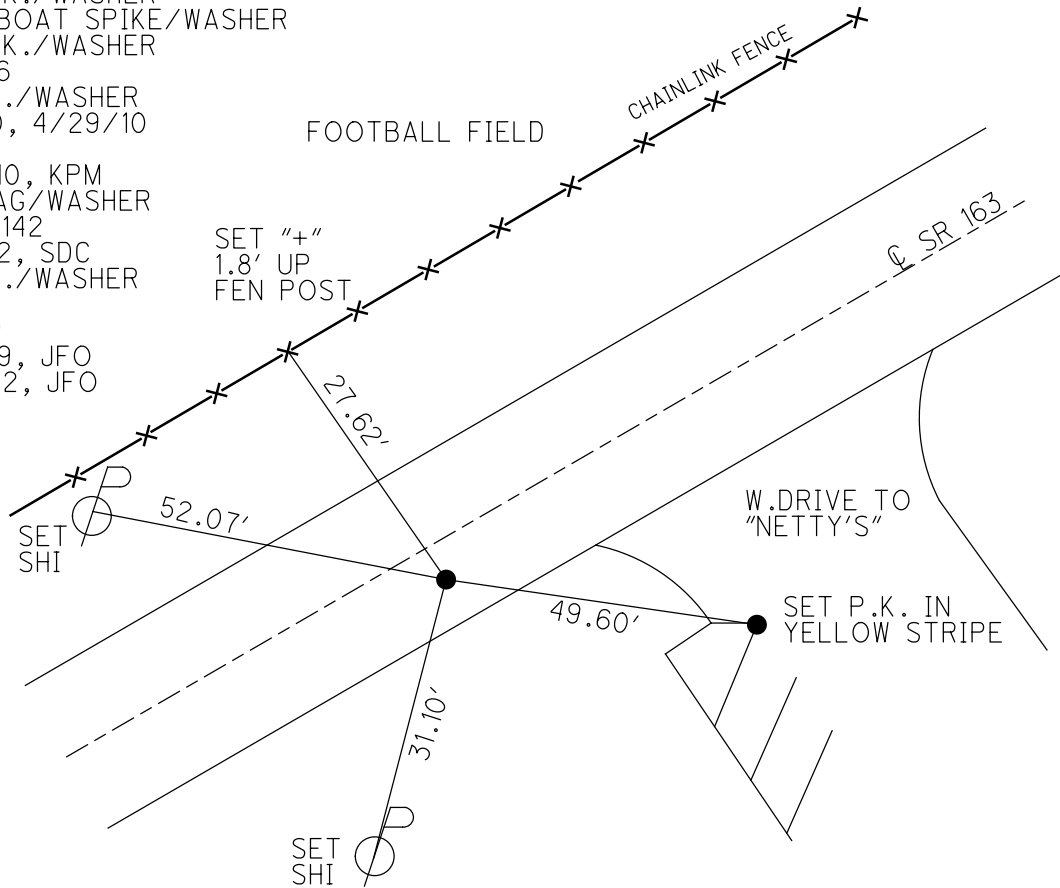 BOAT SPIKE/WASHER
K./WASHER
6
./WASHER
, 4/29/10
10, KPM
AG/WASHER
142
2, SDC
./WASHER
9, JFO
2, JFO
FOOTBALL FIELD
CHAINLINK FENCE
SET "+"
1.8' UP
FEN POST
℄ SR 163
27.62'
52.07'
SET
SHI
W.DRIVE TO
"NETTY'S"
49.60'
SET P.K. IN
YELLOW STRIPE
31.10'
SET
SHI